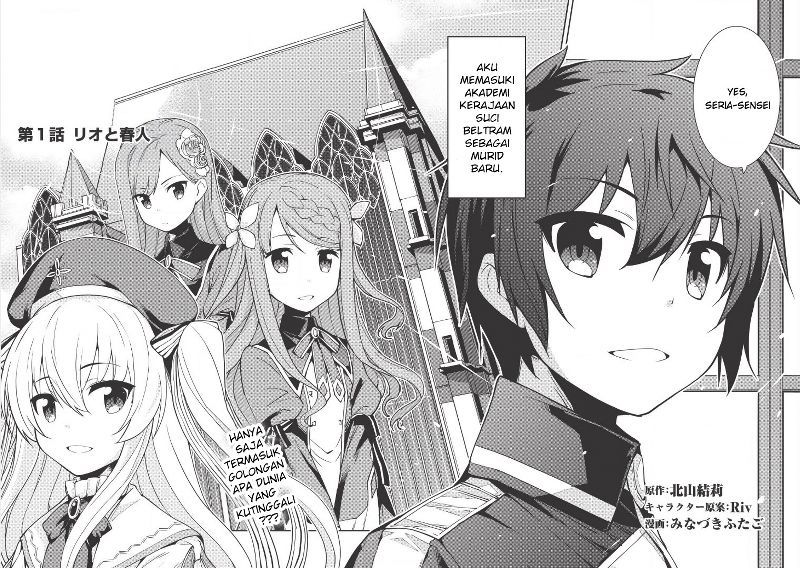 YES,
SERIA-SENSEI
AKU
MEMASUKI
AKADEMI
KERAJAAN
SUCI
BELTRAM
SEBAGAI
MURID
BARU.
第1話 リオと春人
HANYA
SAJA
TERMASUK
GOLONGAN
APA DUNIA
YANG
KUTINGGALI
???
原作:北山結莉
キャラクター原案:Riv
漫画:みなづきふたご